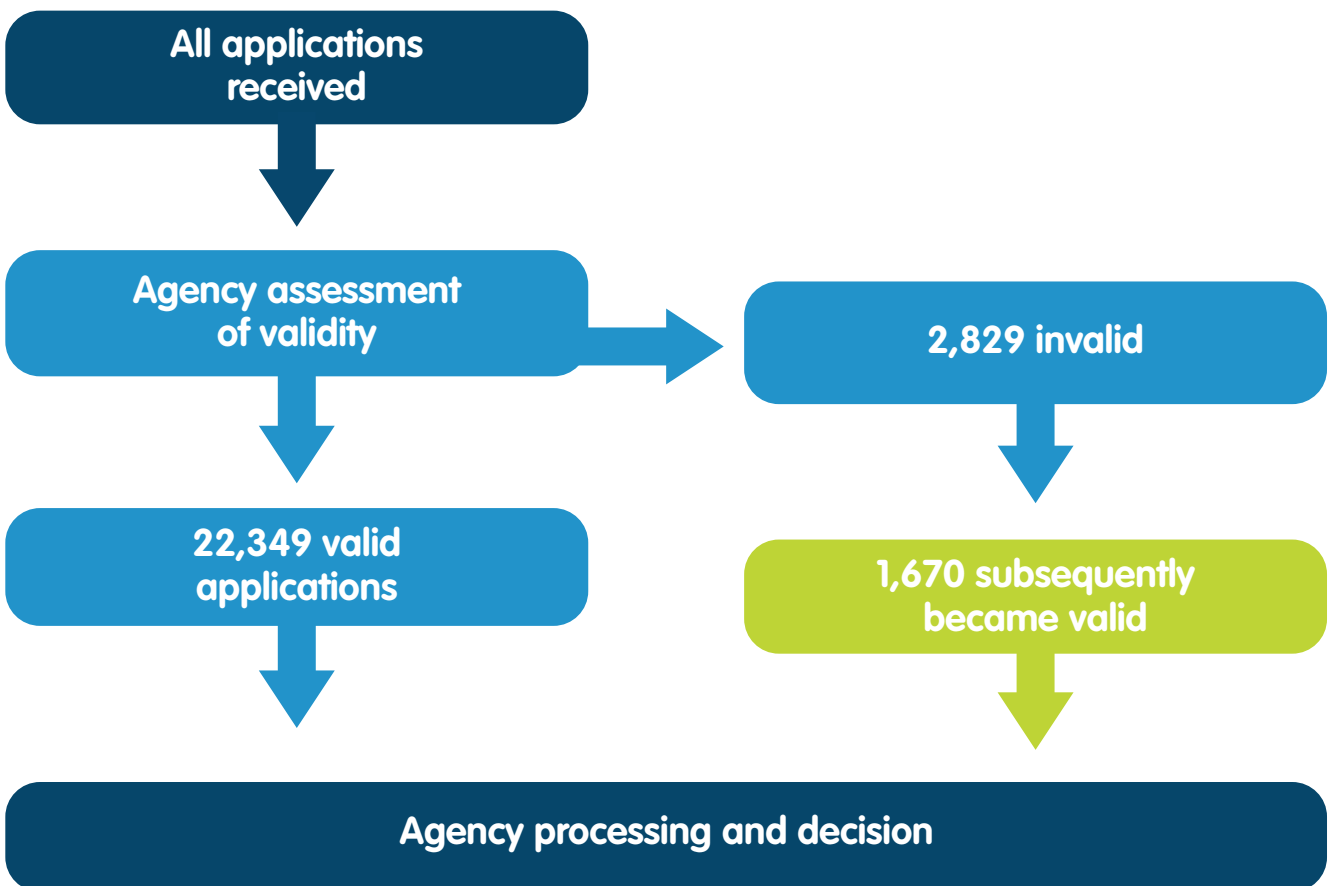 All applications
received
Agency assessment
of validity
2,829 invalid
22,349 valid
applications
1,670 subsequently
became valid
Agency processing and decision